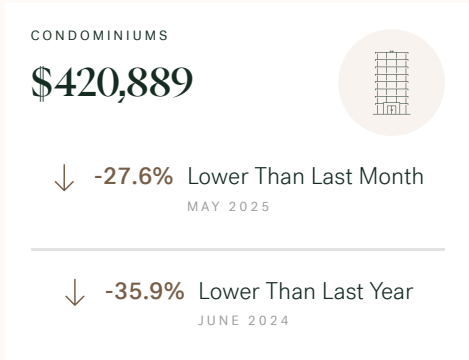 CONDOMINIUMS
$420,889
-27.6% Lower Than Last Month
MAY 2025
-35.9% Lower Than Last Year
JUNE 2024